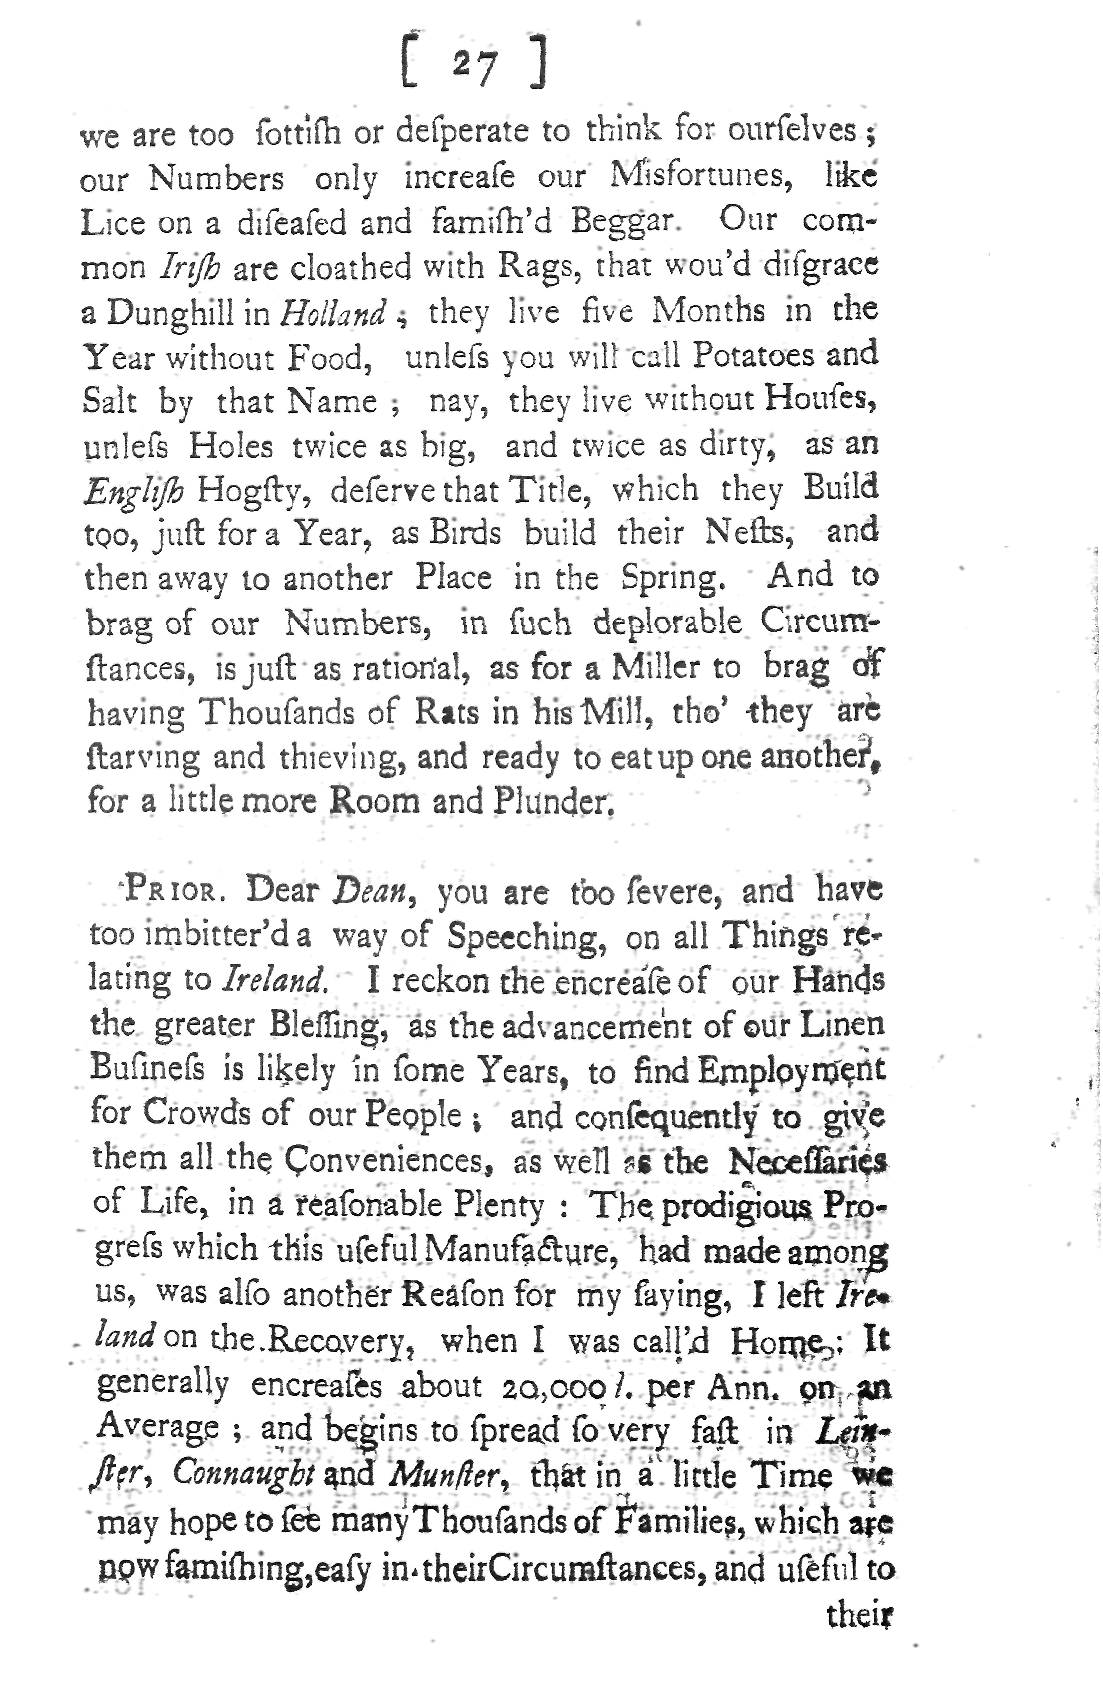 [ 27 ]
we are too ſottiſh or deſperate to think for ourſelves ;
our Numbers only increaſe our Misfortunes, like
Lice on a diſeaſed and famiſh'd Beggar. Our com-
mon Iriſh are cloathed with Rags, that wou'd diſgrace
a Dunghill in Holland ; they live five Months in the
Year without Food, unleſs you will call Potatoes and
Salt by that Name ; nay, they live without Houſes,
unleſs Holes twice as big, and twice as dirty, as an
Engliſh Hogſty, deſerve that Title, which they Build
too, juſt for a Year, as Birds build their Neſts, and
then away to another Place in the Spring. And to
brag of our Numbers, in ſuch deplorable Circum-
ſtances, is juſt as rational, as for a Miller to brag of
having Thouſands of Rats in his Mill, tho' they are
ſtarving and thieving, and ready to eat up one another,
for a little more Room and Plunder.
PRIOR. Dear Dean, you are too ſevere, and have
too imbitter'd a way of Speeching, on all Things re-
lating to Ireland. I reckon the encreaſe of our Hands
the greater Bleſſing, as the advancement of our Linen
Buſineſs is likely in ſome Years, to find Employment
for Crowds of our People ; and conſequently to give
them all the Conveniences, as well as the Neceſſaries
of Life, in a reaſonable Plenty : The prodigious Pro-
greſs which this uſeful Manufacture, had made among
us, was alſo another Reaſon for my ſaying, I left Ire-
land on the Recovery, when I was call'd Home : It
generally encreaſes about 20,000 l. per Ann. on an
Average ; and begins to ſpread ſo very faſt in Lein-
ſter, Connaught and Munſter, that in a little Time we
may hope to ſee many Thouſands of Families, which are
now famiſhing, eaſy in their Circumſtances, and uſeful to
their